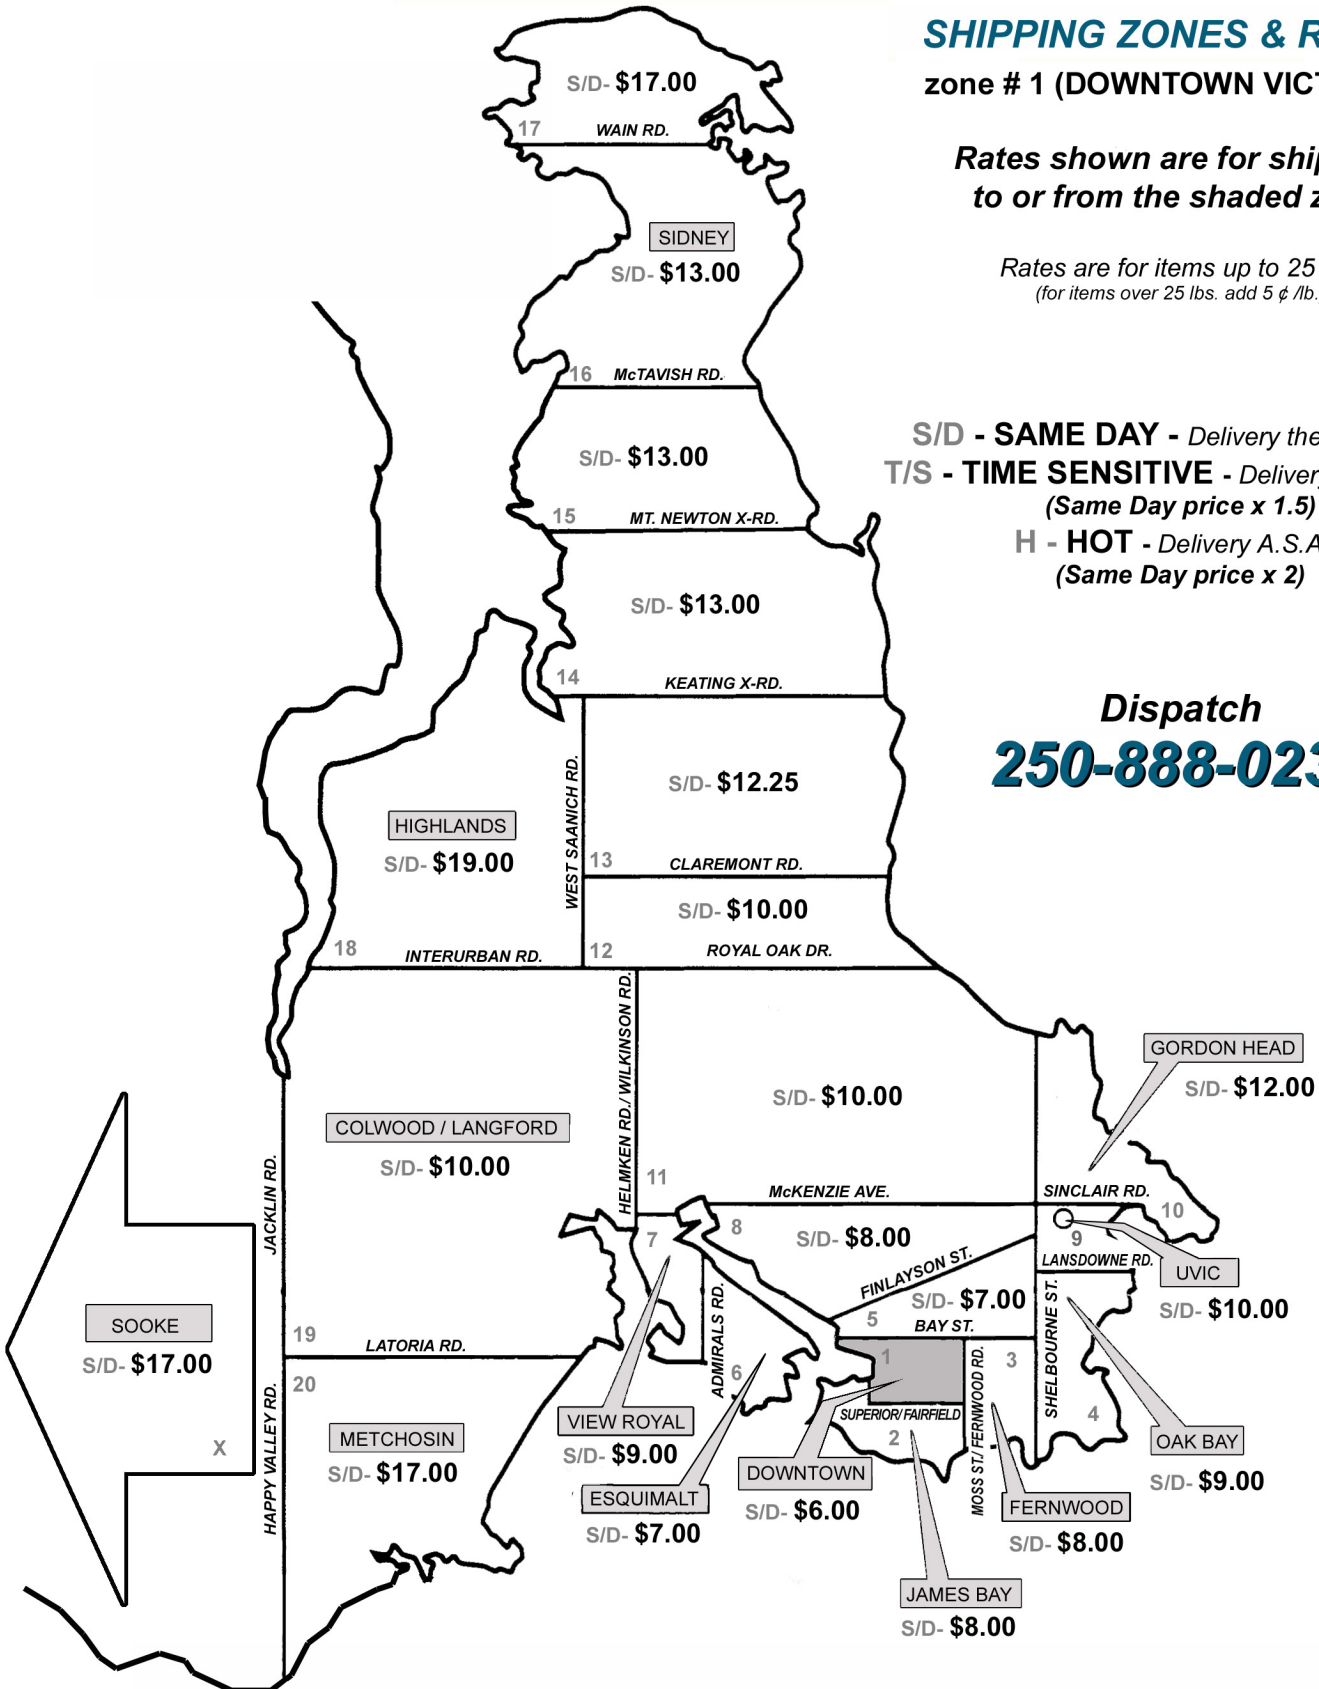 SHIPPING ZONES &
zone # 1 (DOWNTOWN
Rates shown are for
to or from the shaded
Rates are for items up to 25
(for items over 25 lbs. add 5 ¢ /lb.
S/D - SAME DAY - Delivery
T/S - TIME SENSITIVE -
(Same Day price x 1.5)
H - HOT - Delivery
(Same Day price x 2)
Dispatch
250-888-023
S/D- $17.00
17
WAIN RD.
SIDNEY
S/D- $13.00
16
McTAVISH RD.
S/D- $13.00
15
MT. NEWTON X-RD.
S/D- $13.00
14
KEATING X-RD.
WEST SAANICH RD.
S/D- $12.25
13
CLAREMONT RD.
HIGHLANDS
S/D- $19.00
18
INTERURBAN RD.
S/D- $10.00
12
ROYAL OAK DR.
HELMKEN RD./ WILKINSON RD.
S/D- $10.00
11
McKENZIE AVE.
GORDON HEAD
S/D- $12.00
SINCLAIR RD.
10
COLWOOD / LANGFORD
S/D- $10.00
JACKLIN RD.
19
LATORIA RD.
7
8
S/D- $8.00
9
LANSDOWNE RD.
UVIC
S/D- $10.00
FINLAYSON ST.
S/D- $7.00
5
BAY ST.
SOOKE
S/D- $17.00
X
HAPPY VALLEY RD.
20
METCHOSIN
S/D- $17.00
ADMIRALS RD.
6
1
3
SHELBOURNE ST.
4
SUPERIOR/ FAIRFIELD
2
MOSS ST./ FERNWOOD RD.
VIEW ROYAL
S/D- $9.00
ESQUIMALT
S/D- $7.00
DOWNTOWN
S/D- $6.00
OAK BAY
S/D- $9.00
FERNWOOD
S/D- $8.00
JAMES BAY
S/D- $8.00